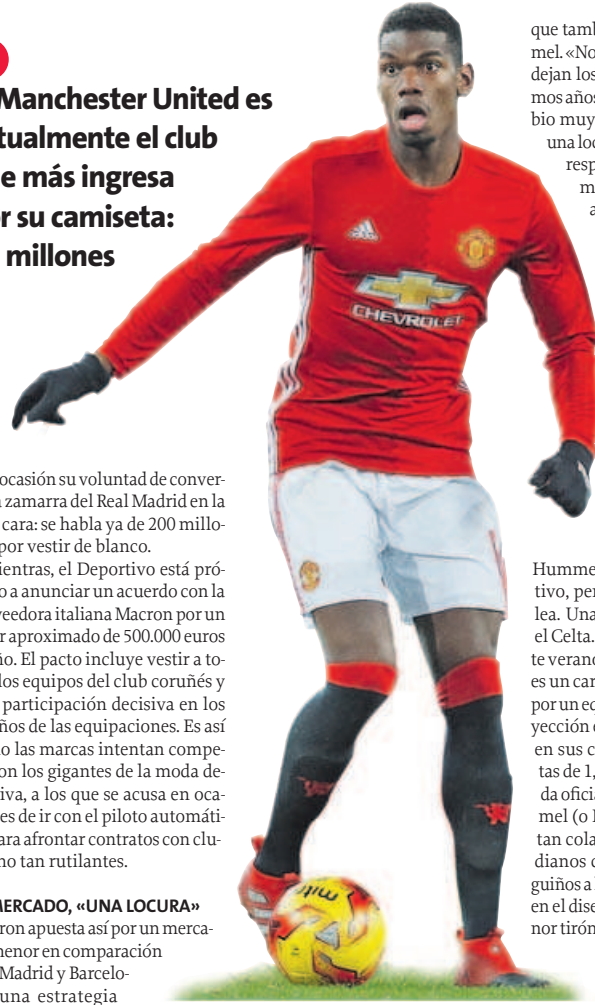 Manchester United es
tualmente el club
e más ingresa
r su camiseta:
millones
ocasión su voluntad de conver-
a zamarra del Real Madrid en la
cara: se habla ya de 200 millo-
por vestir de blanco.
ientras, el Deportivo está pró-
o a anunciar un acuerdo con la
veedora italiana Macron por un
r aproximado de 500.000 euros
ño. El pacto incluye vestir a to-
los equipos del club coruñés y
participación decisiva en los
ños de las equipaciones. Es así
o las marcas intentan compe-
on los gigantes de la moda de-
iva, a los que se acusa en oca-
es de ir con el piloto automáti-
ara afrontar contratos con clu-
no tan rutilantes.
MERCADO, «UNA LOCURA»
ron apuesta así por un merca-
menor en comparación
Madrid y Barcelo-
una estrategia
que tamb
mel. «No
dejan los
mos años
bio muy
una loc
resp
m
a
Humme
tivo, per
lea. Una
el Celta.
te verano
es un car
por un eq
yección e
en sus c
tas de 1,
da oficia
mel (o
tan cola
dianos c
guiños a l
en el dise
nor tirón
adidas
CHEVROLET
mitre